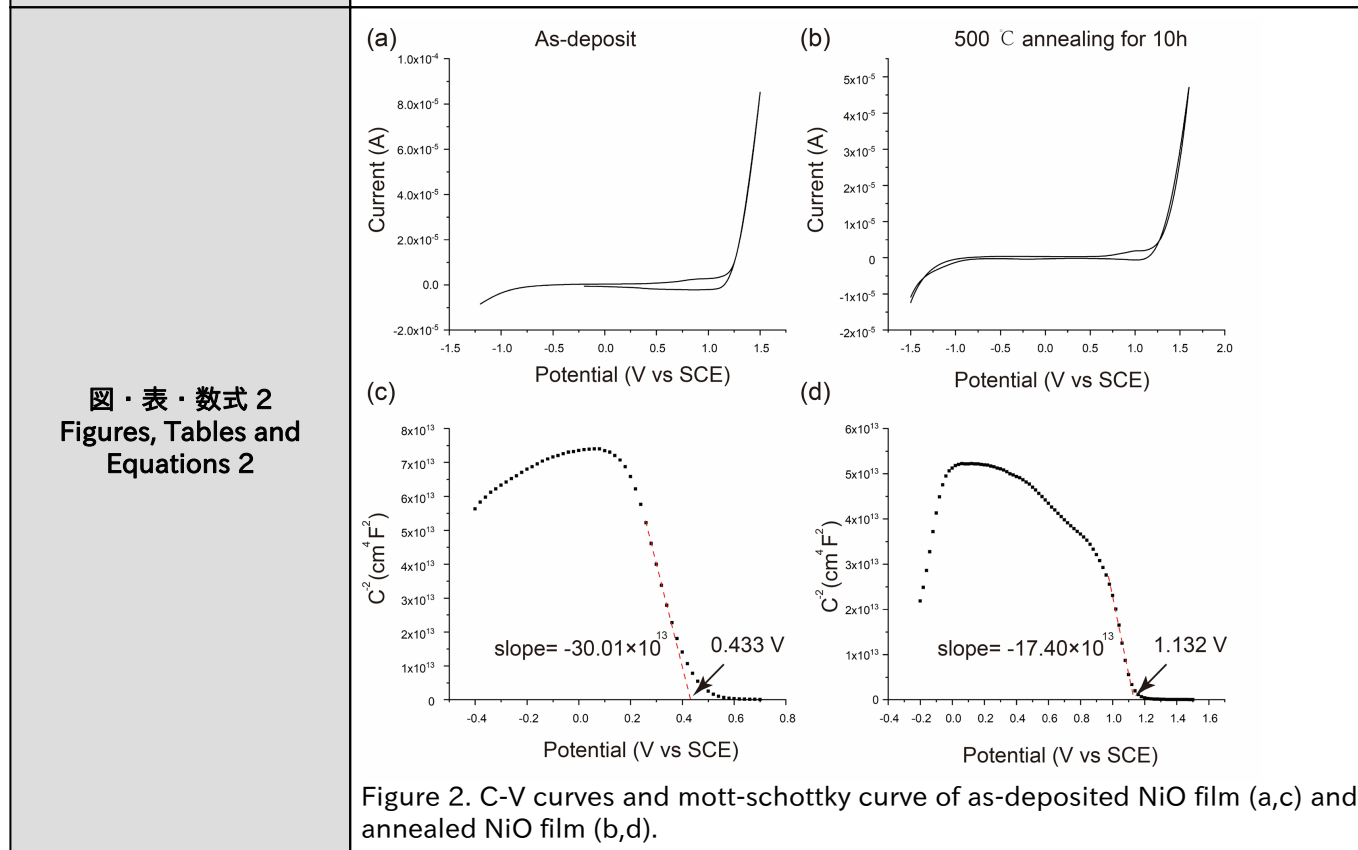 図・表・数式 2
Figures, Tables and
Equations 2
(a)
As-deposit
1.0x10⁻⁴
8.0x10⁻⁵
6.0x10⁻⁵
4.0x10⁻⁵
2.0x10⁻⁵
0.0
-2.0x10⁻⁵
Current (A)
-1.5 -1.0 -0.5 0.0 0.5 1.0 1.5
Potential (V vs SCE)
(b)
500 ℃ annealing for 10h
5x10⁻⁵
4x10⁻⁵
3x10⁻⁵
2x10⁻⁵
1x10⁻⁵
0
-1x10⁻⁵
-2x10⁻⁵
Current (A)
-1.5 -1.0 -0.5 0.0 0.5 1.0 1.5 2.0
Potential (V vs SCE)
(c)
8x10¹³
7x10¹³
6x10¹³
5x10¹³
4x10¹³
3x10¹³
2x10¹³
1x10¹³
0
C⁻² (cm⁴ F²)
slope= -30.01×10¹³
0.433 V
-0.4 -0.2 0.0 0.2 0.4 0.6 0.8
Potential (V vs SCE)
(d)
6x10¹³
5x10¹³
4x10¹³
3x10¹³
2x10¹³
1x10¹³
0
C⁻² (cm⁴ F²)
slope= -17.40×10¹³
1.132 V
-0.4 -0.2 0.0 0.2 0.4 0.6 0.8 1.0 1.2 1.4 1.6
Potential (V vs SCE)
Figure 2. C-V curves and mott-schottky curve of as-deposited NiO film (a,c) and
annealed NiO film (b,d).